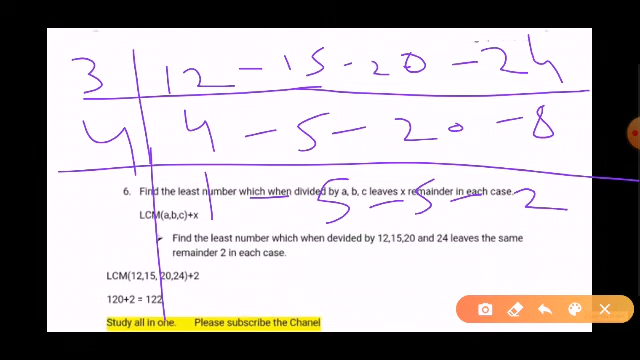 3 | 12 - 15 - 20 - 24
4 | 4 - 5 - 20 - 8
1 - 5 - 5 - 2
6. Find the least number which when divided by a, b, c leaves x remainder in each case.
LCM(a,b,c)+x
Find the least number which when devided by 12,15,20 and 24 leaves the same
remainder 2 in each case.
LCM(12,15, 20,24)+2
120+2 = 122
Study all in one. Please subscribe the Chanel